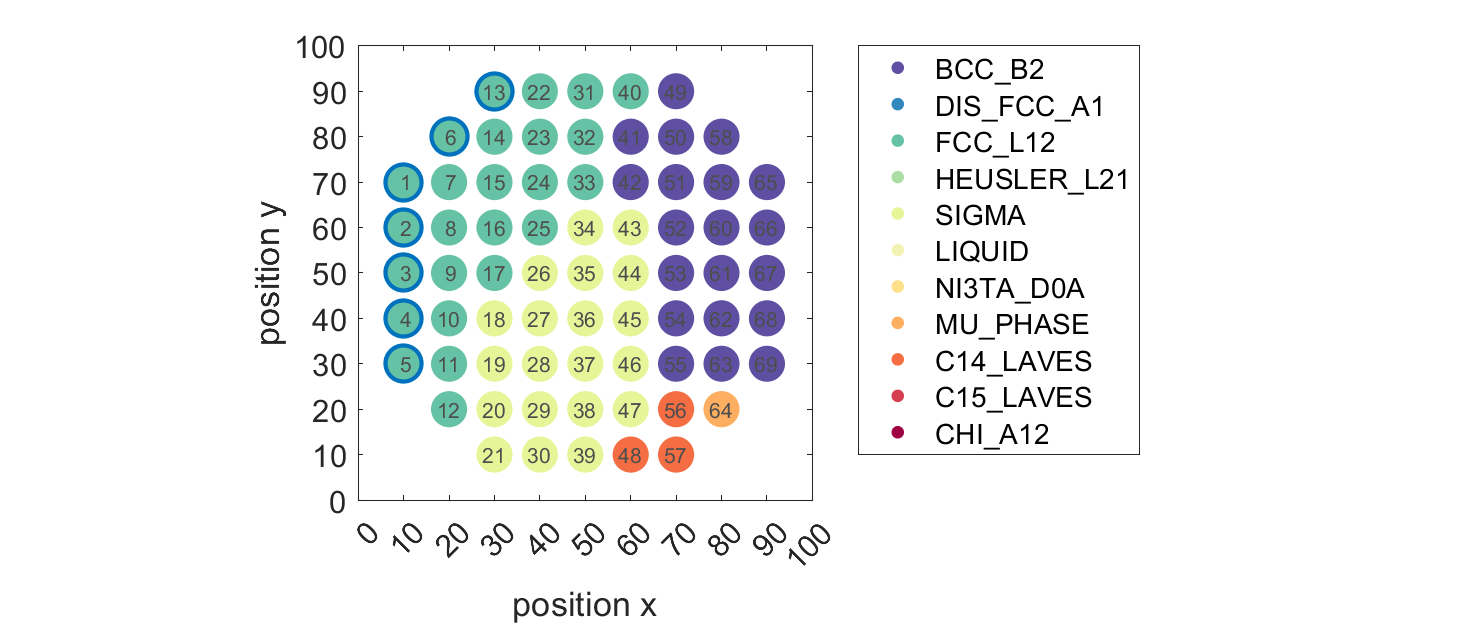 100
90 13 22 31 40 49
80 6 14 23 32 41 50 58
70 1 7 15 24 33 42 51 59 65
60 2 8 16 25 34 43 52 60 66
50 3 9 17 26 35 44 53 61 67
40 4 10 18 27 36 45 54 62 68
30 5 11 19 28 37 46 55 63 69
20 12 20 29 38 47 56 64
10 21 30 39 48 57
0
position y
0 10 20 30 40 50 60 70 80 90 100
position x
BCC_B2
DIS_FCC_A1
FCC_L12
HEUSLER_L21
SIGMA
LIQUID
NI3TA_D0A
MU_PHASE
C14_LAVES
C15_LAVES
CHI_A12